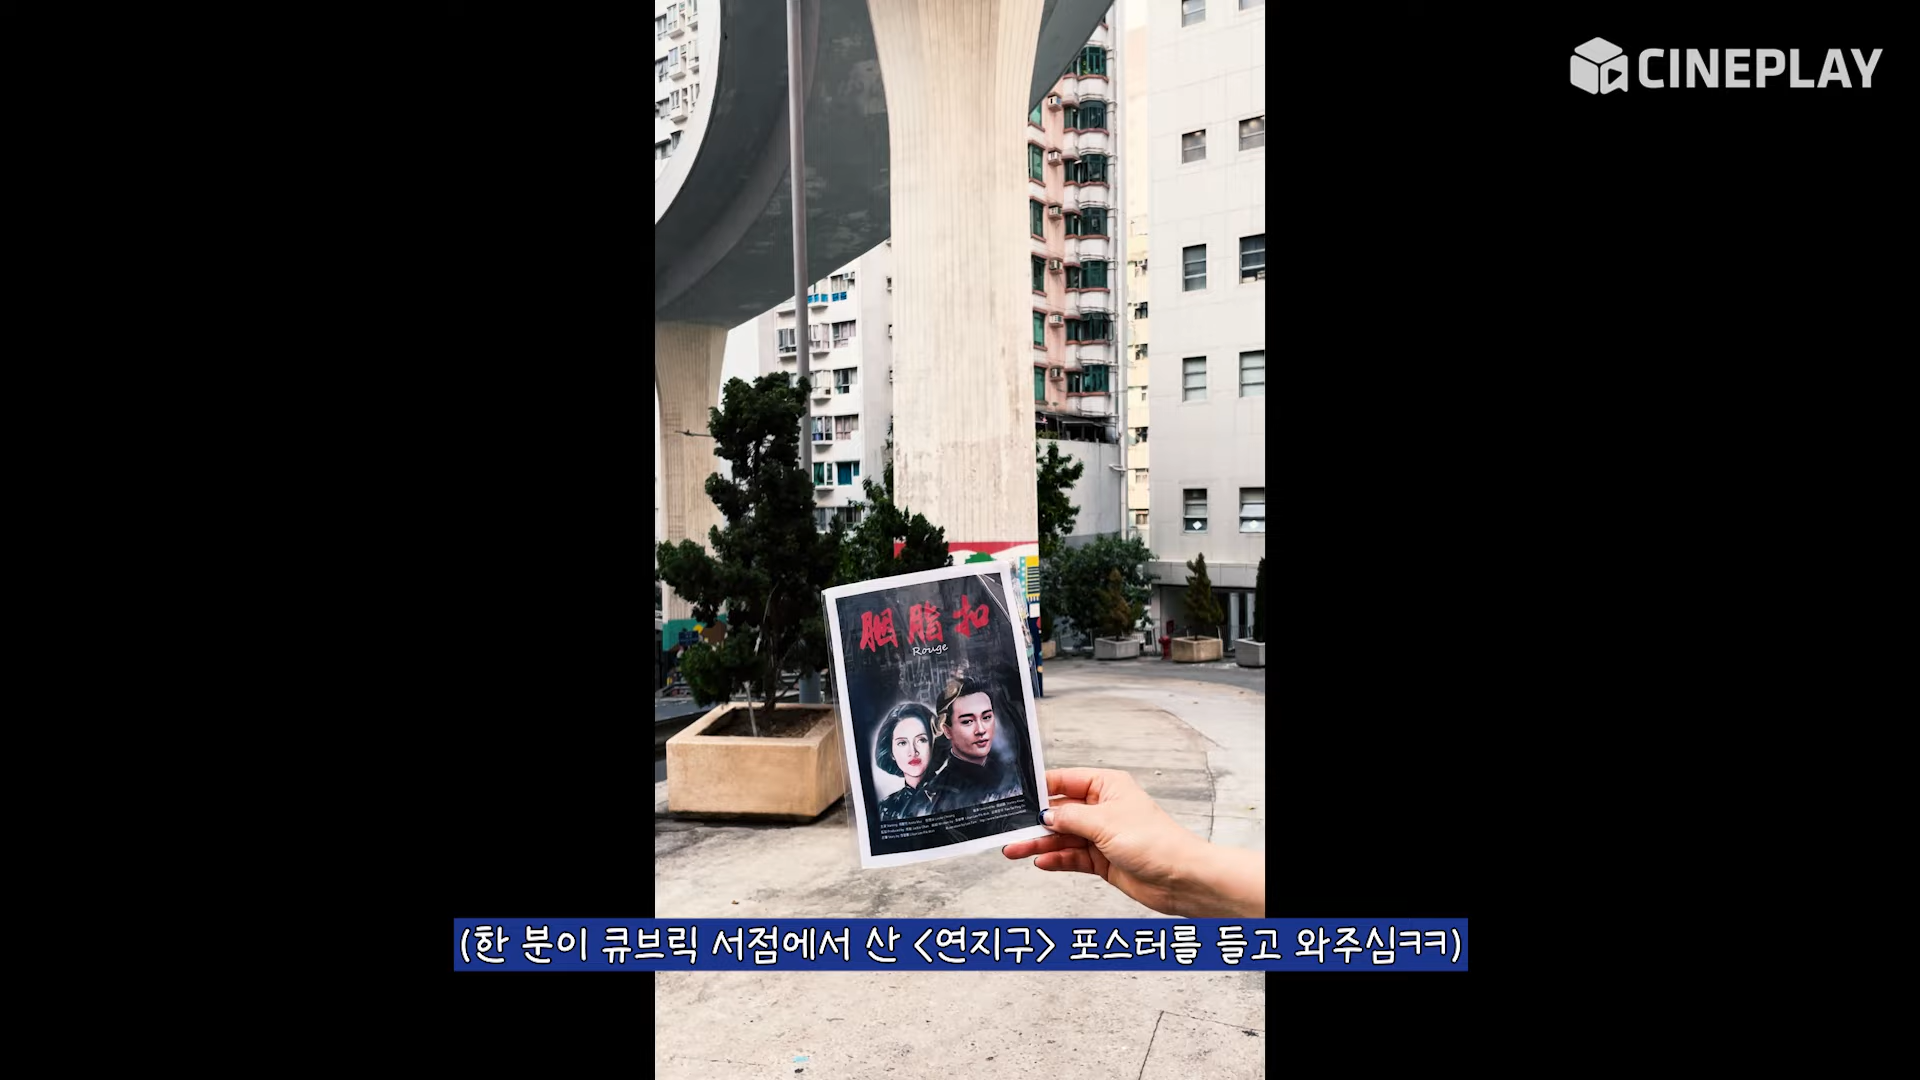 CINEPLAY
胭脂扣
Rouge
(한 분이 큐브릭 서점에서 산 <연지구> 포스터를 들고 와주심ㅋㅋ)